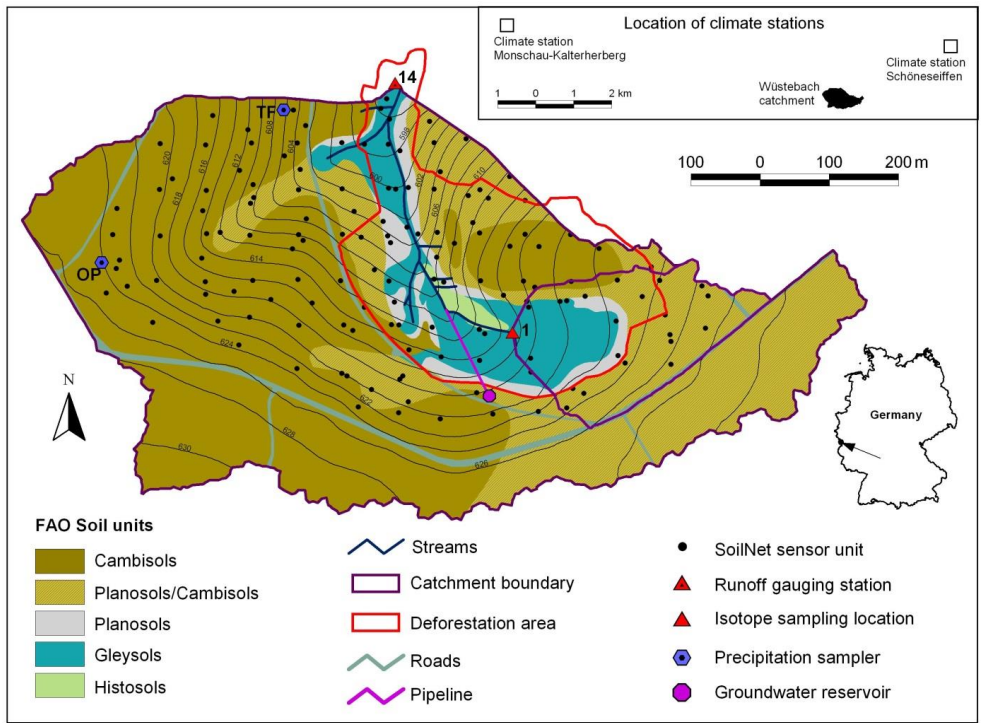 Location of climate stations
Climate station
Monschau-Kalterherberg
Climate station
Schöneseiffen
Wüstebach
catchment
1 0 1 2 km
100 0 100 200 m
14
TF
OP
1
620
618
616
612
608
604
598
600
602
606
610
614
624
622
626
628
630
N
Germany
FAO Soil units
Cambisols
Planosols/Cambisols
Planosols
Gleysols
Histosols
Streams
Catchment boundary
Deforestation area
Roads
Pipeline
SoilNet sensor unit
Runoff gauging station
Isotope sampling location
Precipitation sampler
Groundwater reservoir